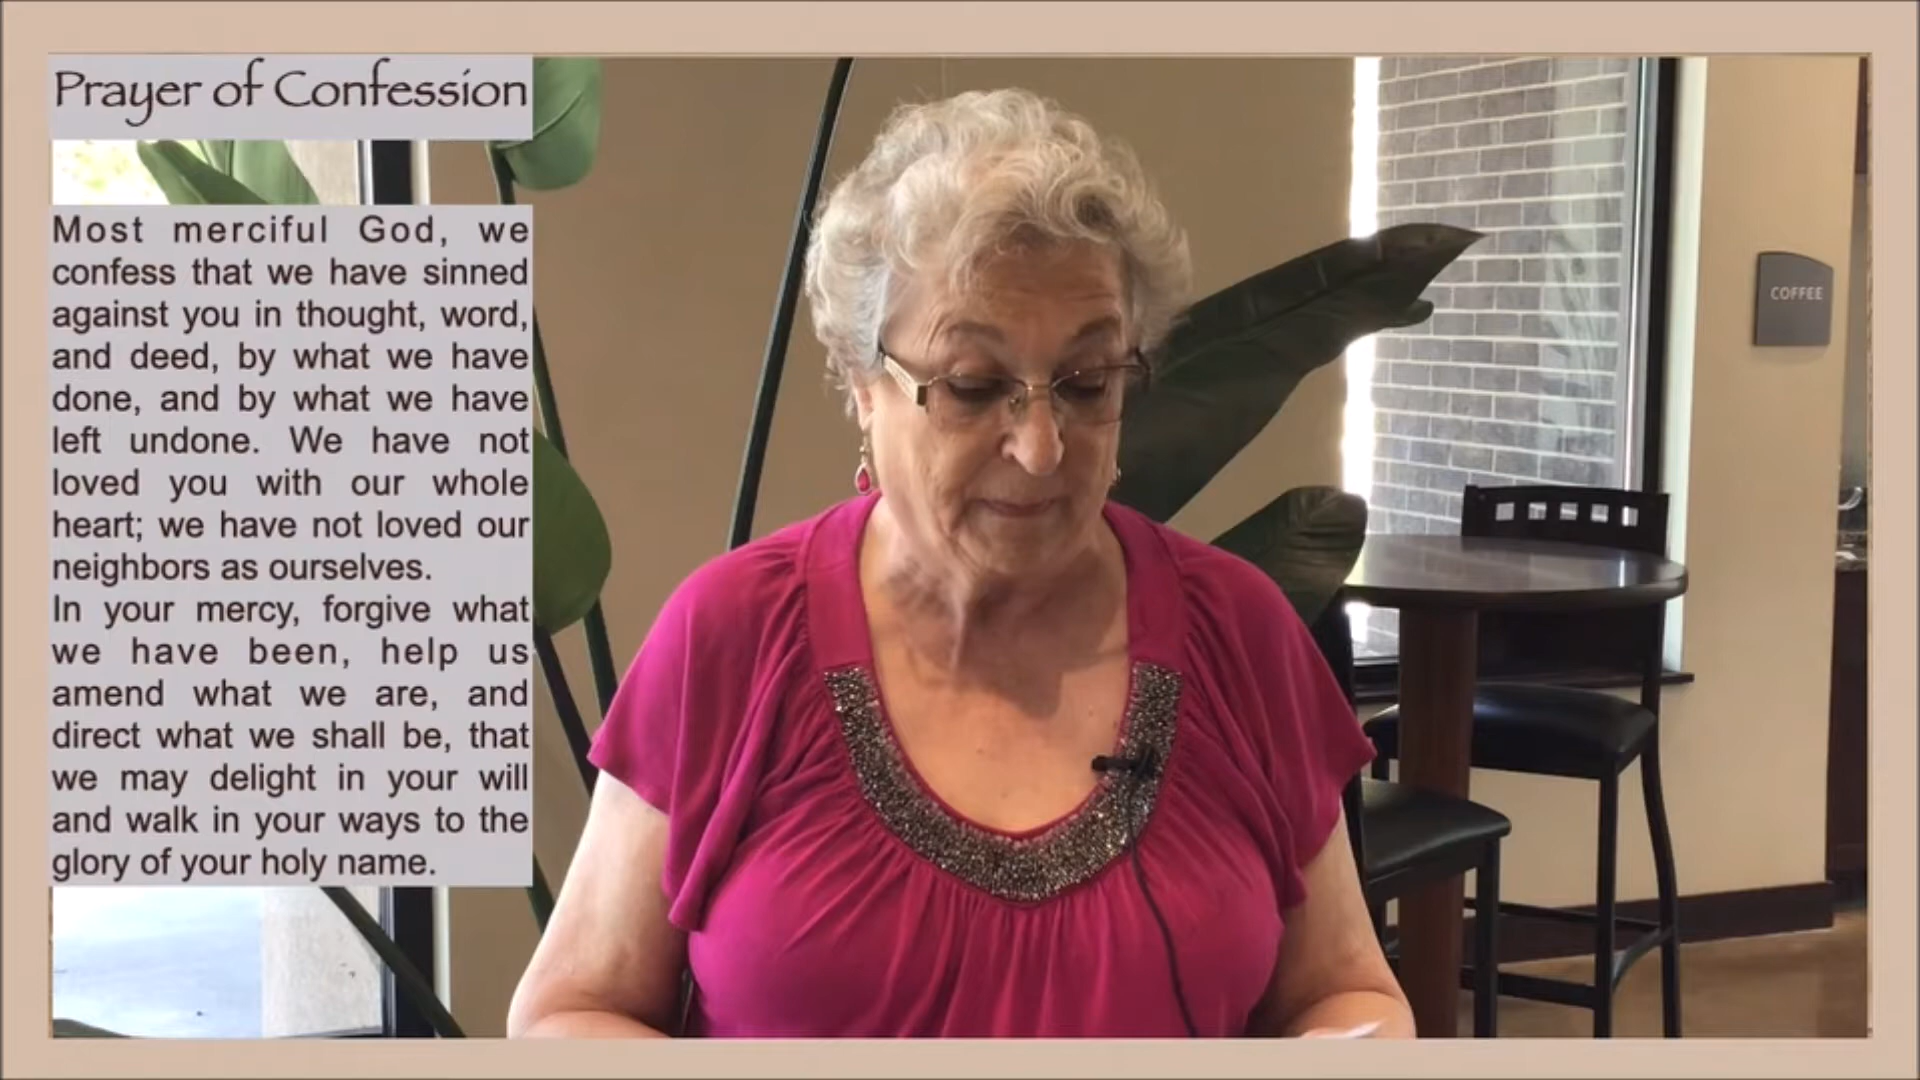 Prayer of Confession
Most merciful God, we
confess that we have sinned
against you in thought, word,
and deed, by what we have
done, and by what we have
left undone. We have not
loved you with our whole
heart; we have not loved our
neighbors as ourselves.
In your mercy, forgive what
we have been, help us
amend what we are, and
direct what we shall be, that
we may delight in your will
and walk in your ways to the
glory of your holy name.
COFFEE